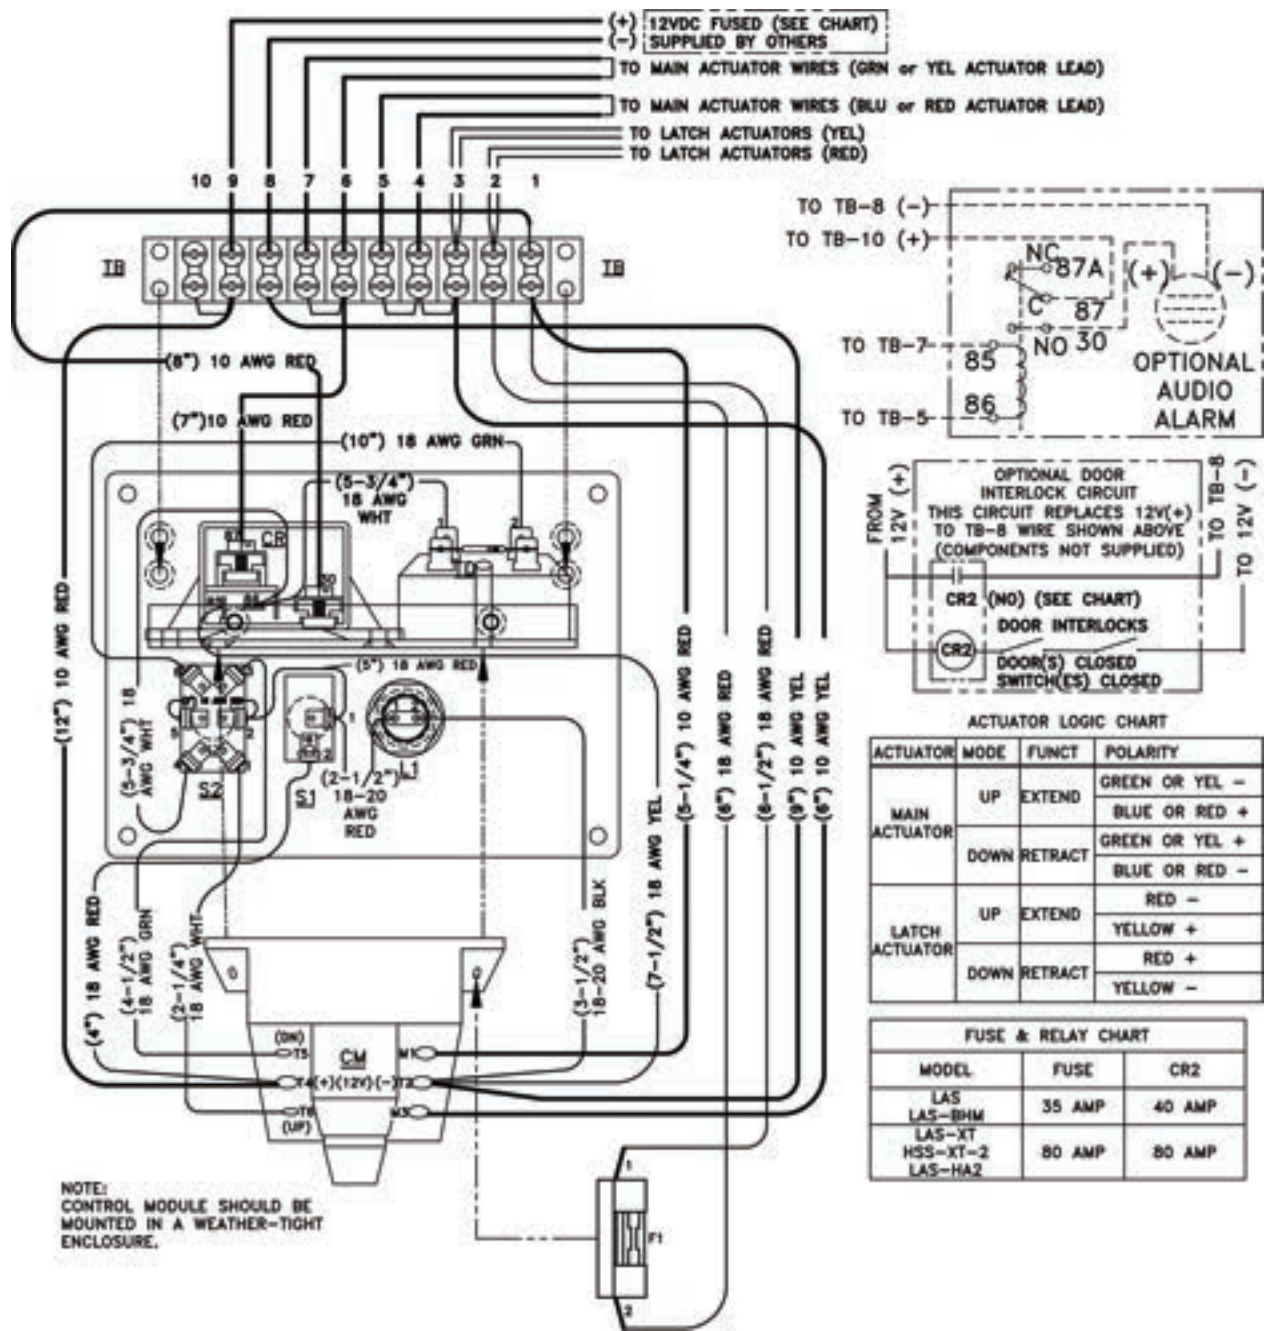 (+) 12VDC FUSED (SEE CHART)
(-) SUPPLIED BY OTHERS
TO MAIN ACTUATOR WIRES (GRN or YEL ACTUATOR LEAD)
TO MAIN ACTUATOR WIRES (BLU or RED ACTUATOR LEAD)
TO LATCH ACTUATORS (YEL)
TO LATCH ACTUATORS (RED)
10 9 8 7 6 5 4 3 2 1
TB
TB
TO TB-8 (-)
TO TB-10 (+)
NC
87A
(+)
(-)
C
87
NO 30
TO TB-7
85
86
TO TB-5
OPTIONAL
AUDIO
ALARM
(8") 10 AWG RED
(7")10 AWG RED
(10") 18 AWG GRN
(5-3/4")
18 AWG
WHT
1
2
CR
TD
FROM
12V (+)
OPTIONAL DOOR
INTERLOCK CIRCUIT
THIS CIRCUIT REPLACES 12V(+)
TO TB-8 WIRE SHOWN ABOVE
(COMPONENTS NOT SUPPLIED)
TO TB-8
TO 12V (-)
CR2 (NO) (SEE CHART)
DOOR INTERLOCKS
CR2
DOOR(S) CLOSED
SWITCH(ES) CLOSED
(12") 10 AWG RED
(5-3/4") 18
AWG WHT
(5") 18 AWG RED
S2
S1
1
2
L1
(2-1/2")
18-20
AWG
RED
(5-1/4") 10 AWG RED
(6") 18 AWG RED
(6-1/2") 18 AWG RED
(9") 10 AWG YEL
(6") 10 AWG YEL
(4") 18 AWG RED
(4-1/2")
18 AWG GRN
(2-1/4")
18 AWG WHT
(3-1/2")
18-20 AWG BLK
(7-1/2") 18 AWG YEL
(DN)
T5
CM
M1
T4(+)(12V)(-)T3
T6
M3
(UP)
1
F1
2
NOTE:
CONTROL MODULE SHOULD BE
MOUNTED IN A WEATHER-TIGHT
ENCLOSURE.
ACTUATOR LOGIC CHART
ACTUATOR MODE FUNCT POLARITY
MAIN
ACTUATOR
UP EXTEND
GREEN OR YEL -
BLUE OR RED +
DOWN RETRACT
GREEN OR YEL +
BLUE OR RED -
LATCH
ACTUATOR
UP EXTEND
RED -
YELLOW +
DOWN RETRACT
RED +
YELLOW -
FUSE & RELAY CHART
MODEL FUSE CR2
LAS
LAS-BHM
35 AMP 40 AMP
LAS-XT
HSS-XT-2
LAS-HA2
80 AMP 80 AMP